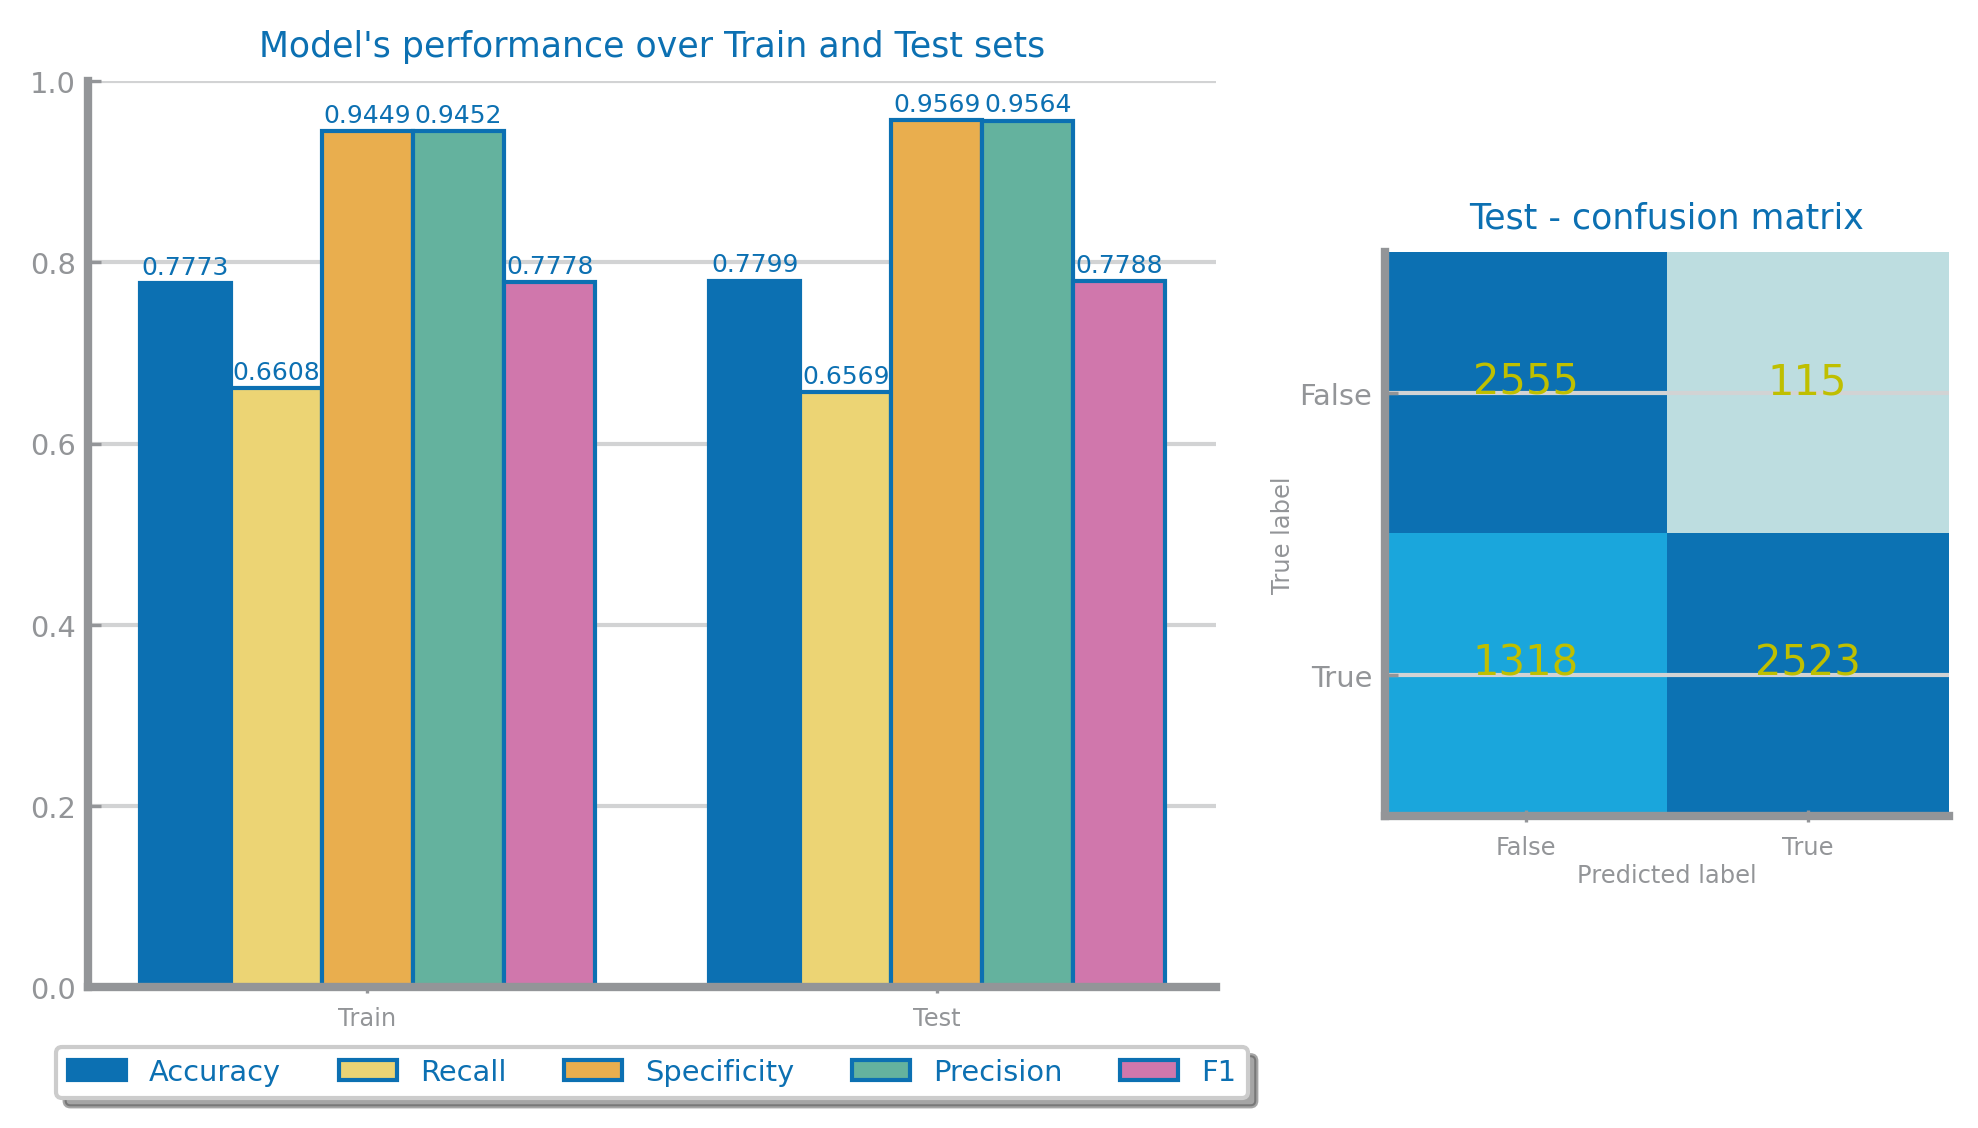 Model's performance over Train and Test sets
1.0
0.8
0.6
0.4
0.2
0.0
0.7773
0.6608
0.9449
0.9452
0.7778
0.7799
0.6569
0.9569
0.9564
0.7788
Train
Test
Accuracy
Recall
Specificity
Precision
F1
Test - confusion matrix
True label
False
2555
115
True
1318
2523
False
True
Predicted label